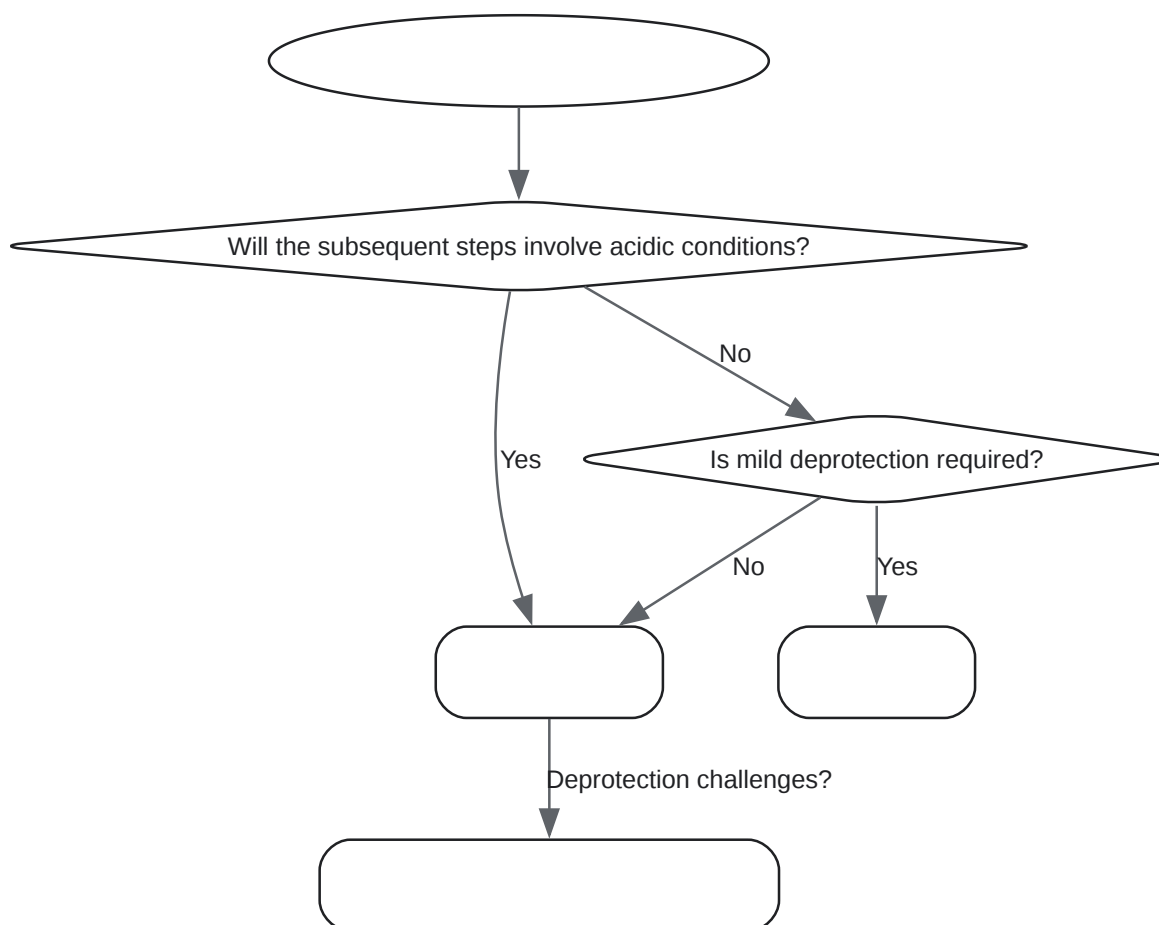 Will the subsequent steps involve acidic conditions?
No
Yes
Is mild deprotection required?
No
Yes
Deprotection challenges?